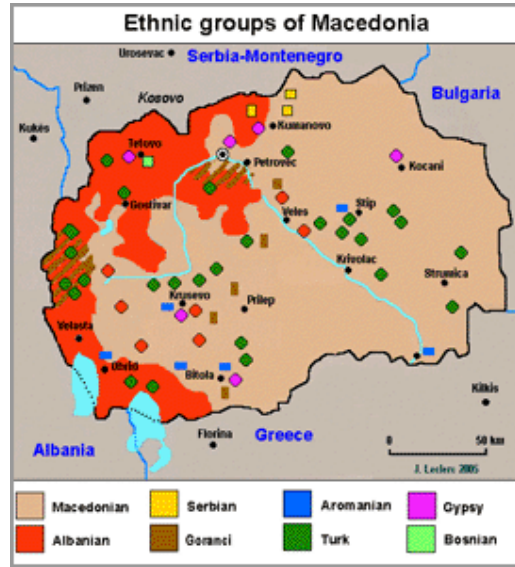 Ethnic groups of Macedonia
Urosevac
Serbia-Montenegro
Prizen
Kosovo
Bulgaria
Kukës
Kumanovo
Tetovo
Petrovec
Kocani
Gostivar
Stip
Veles
Krivolac
Strumica
Krusevo
Prilep
Velasta
Ohrid
Bitola
Kilkis
Florina
Greece
Albania
0 50 km
J. Leclerc 2005
Macedonian Serbian Aromanian Gypsy
Albanian Goranci Turk Bosnian